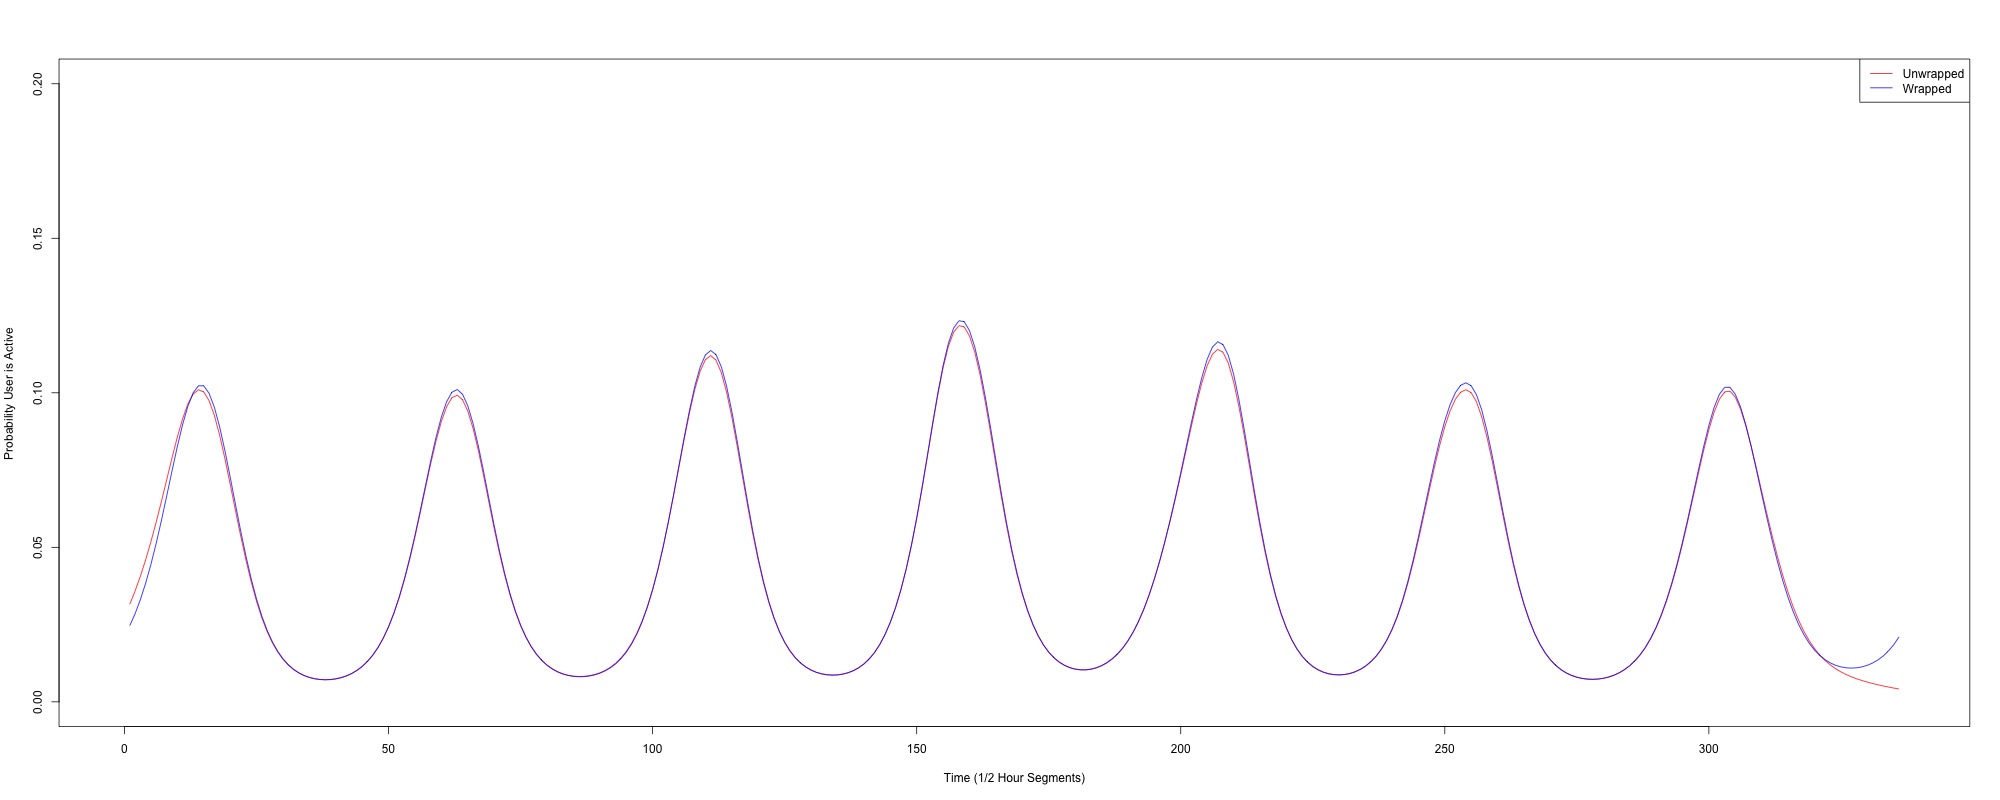 Unwrapped
Wrapped
0.20
0.15
0.10
0.05
0.00
Probability User is Active
0 50 100 150 200 250 300
Time (1/2 Hour Segments)